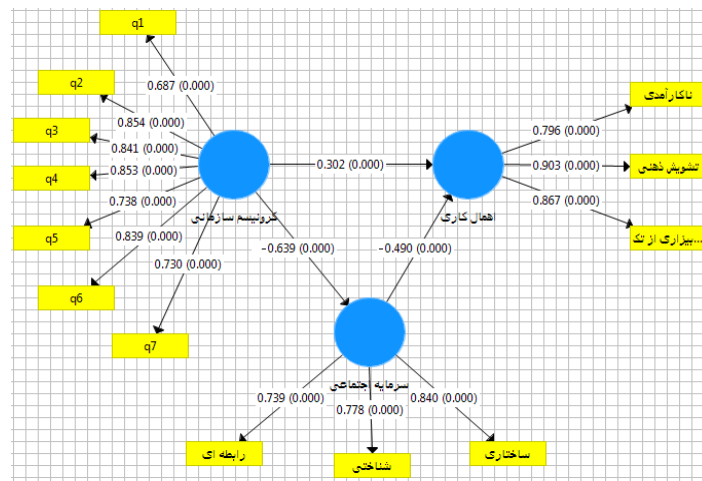 q1
0.687 (0.000)
q2
0.854 (0.000)
q3
0.841 (0.000)
q4
0.853 (0.000)
q5
0.738 (0.000)
q6
0.839 (0.000)
q7
0.730 (0.000)
کرونیسم سازمانی
0.302 (0.000)
اهمال کاری
0.796 (0.000)
ناکارآمدی
0.903 (0.000)
تشویش ذهنی
0.867 (0.000)
بیزاری از تک...
-0.639 (0.000)
-0.490 (0.000)
سرمایه اجتماعی
0.739 (0.000)
0.778 (0.000)
0.840 (0.000)
رابطه ای
شناختی
ساختاری